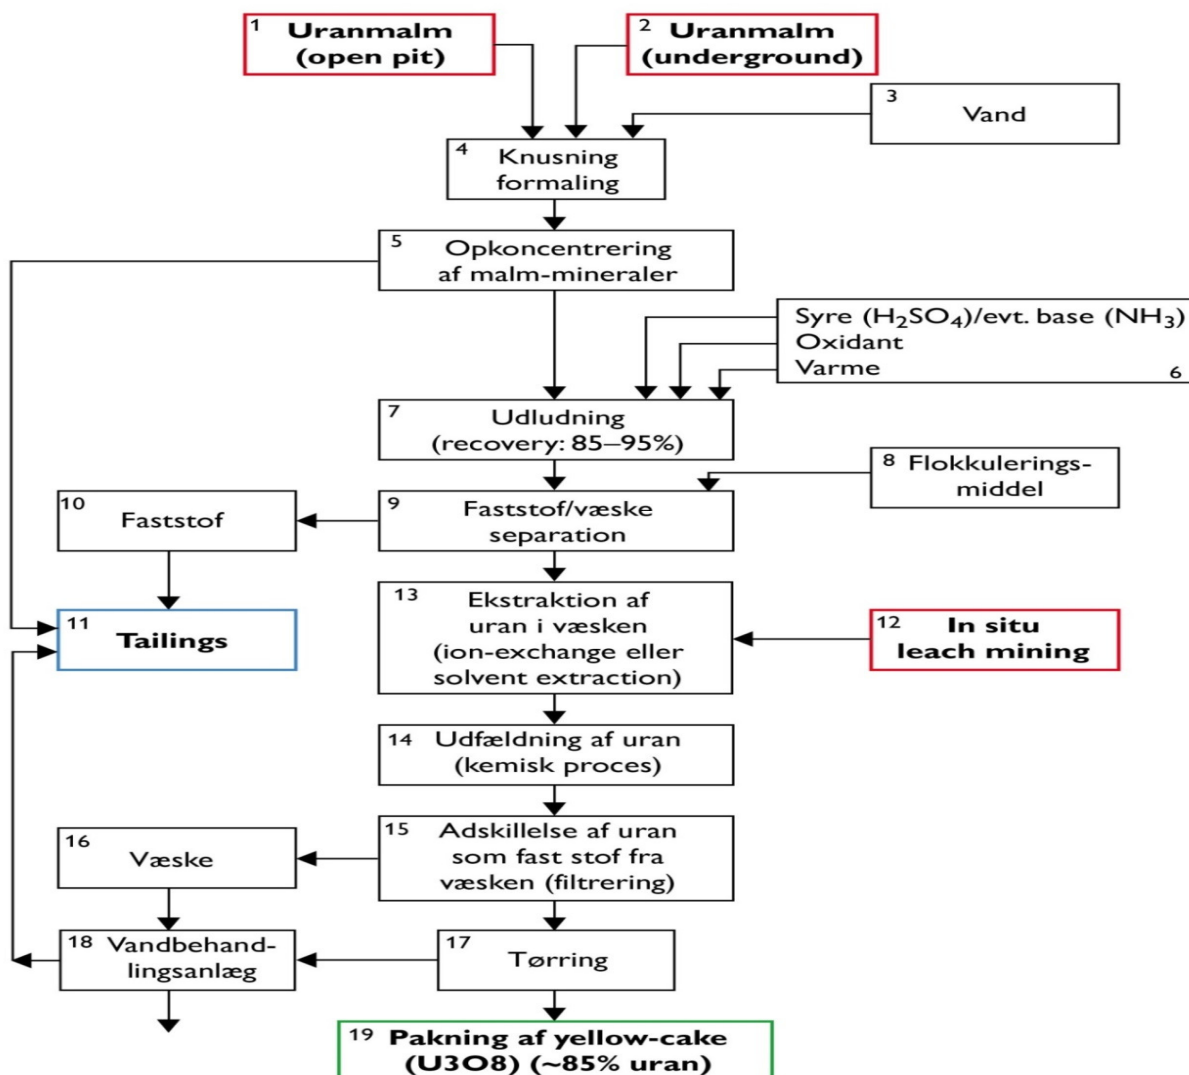 1 Uranmalm
(open pit)
2 Uranmalm
(underground)
3 Vand
4 Knusning
formaling
5 Opkoncentrering
af malm-mineraler
Syre (H₂SO₄)/evt. base (NH₃)
Oxidant
Varme 6
7 Udludning
(recovery: 85–95%)
8 Flokkulerings-
middel
9 Faststof/væske
separation
10 Faststof
11 Tailings
12 In situ
leach mining
13 Ekstraktion af
uran i væsken
(ion-exchange eller
solvent extraction)
14 Udfældning af uran
(kemisk proces)
15 Adskillelse af uran
som fast stof fra
væsken (filtrering)
16 Væske
17 Tørring
18 Vandbehand-
lingsanlæg
19 Pakning af yellow-cake
(U3O8) (~85% uran)